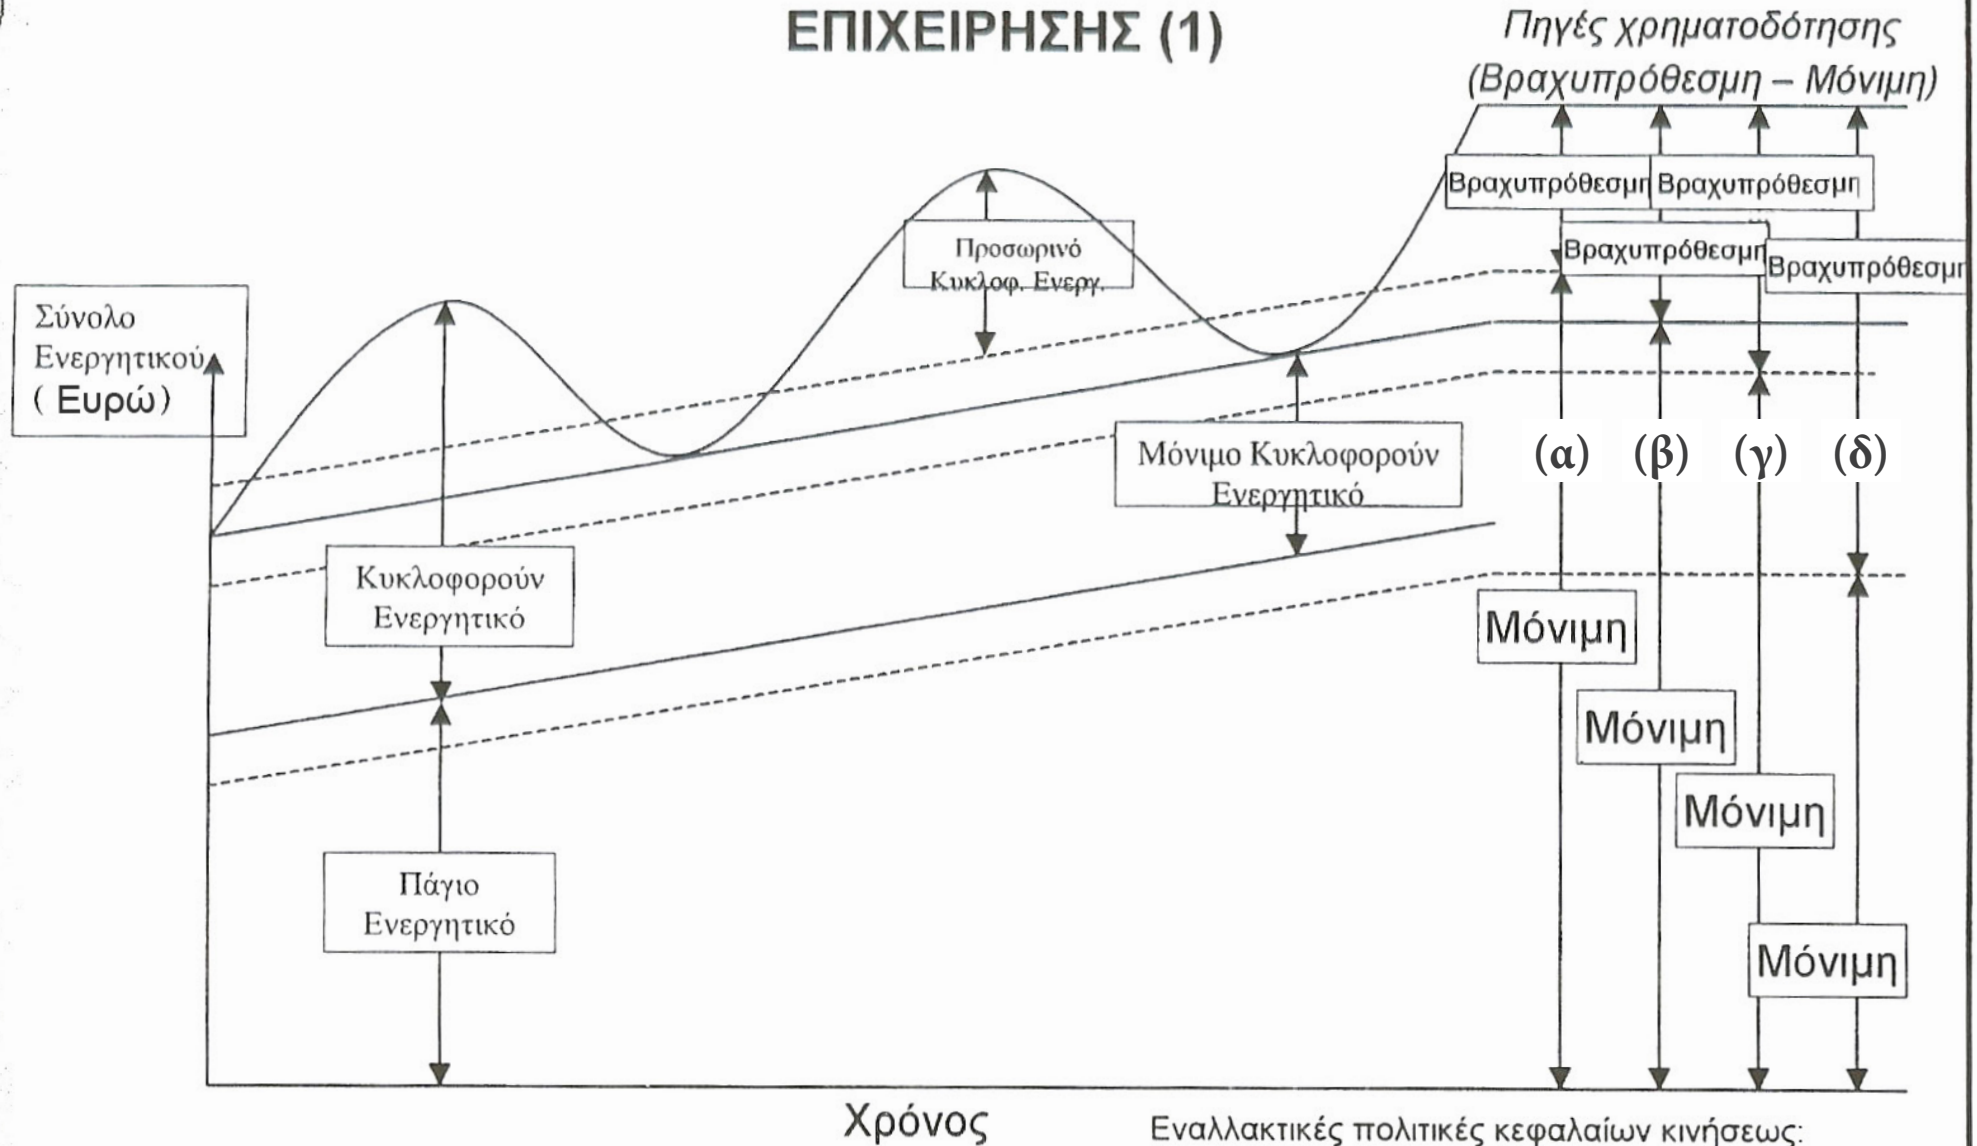 ΕΠΙΧΕΙΡΗΣΗΣ (1)
Πηγές χρηματοδότησης
(Βραχυπρόθεσμη – Μόνιμη)
Βραχυπρόθεσμη
Βραχυπρόθεσμη
Βραχυπρόθεσμη
Βραχυπρόθεσμη
Προσωρινό
Κυκλοφ. Ενεργ.
Σύνολο
Ενεργητικού
( Ευρώ)
Μόνιμο Κυκλοφορούν
Ενεργητικό
(α) (β) (γ) (δ)
Κυκλοφορούν
Ενεργητικό
Μόνιμη
Μόνιμη
Μόνιμη
Μόνιμη
Πάγιο
Ενεργητικό
Χρόνος
Εναλλακτικές πολιτικές κεφαλαίων κινήσεως: